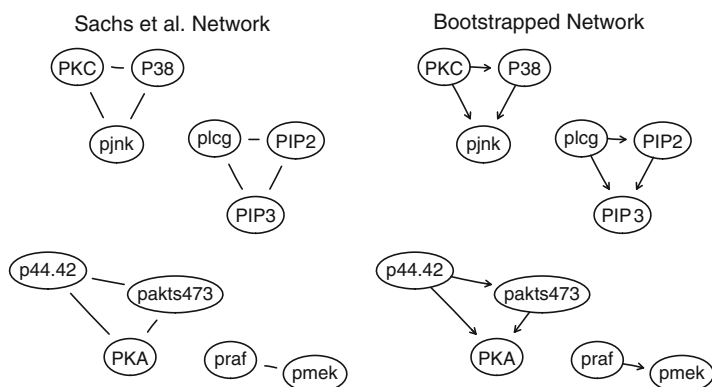 Sachs et al. Network
PKC
P38
pjnk
plcg
PIP2
PIP3
p44.42
pakts473
PKA
praf
pmek
Bootstrapped Network
PKC
P38
pjnk
plcg
PIP2
PIP3
p44.42
pakts473
PKA
praf
pmek